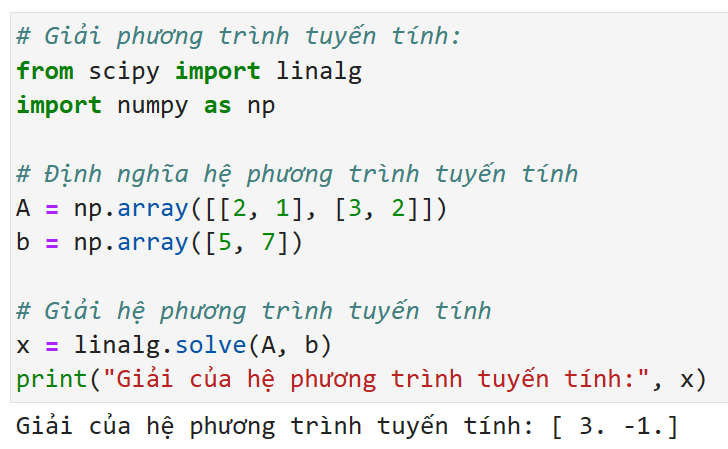 # Giải phương trình tuyến tính:
from scipy import linalg
import numpy as np
# Định nghĩa hệ phương trình tuyến tính
A = np.array([[2, 1], [3, 2]])
b = np.array([5, 7])
# Giải hệ phương trình tuyến tính
x = linalg.solve(A, b)
print("Giải của hệ phương trình tuyến tính:", x)
Giải của hệ phương trình tuyến tính: [ 3. -1.]